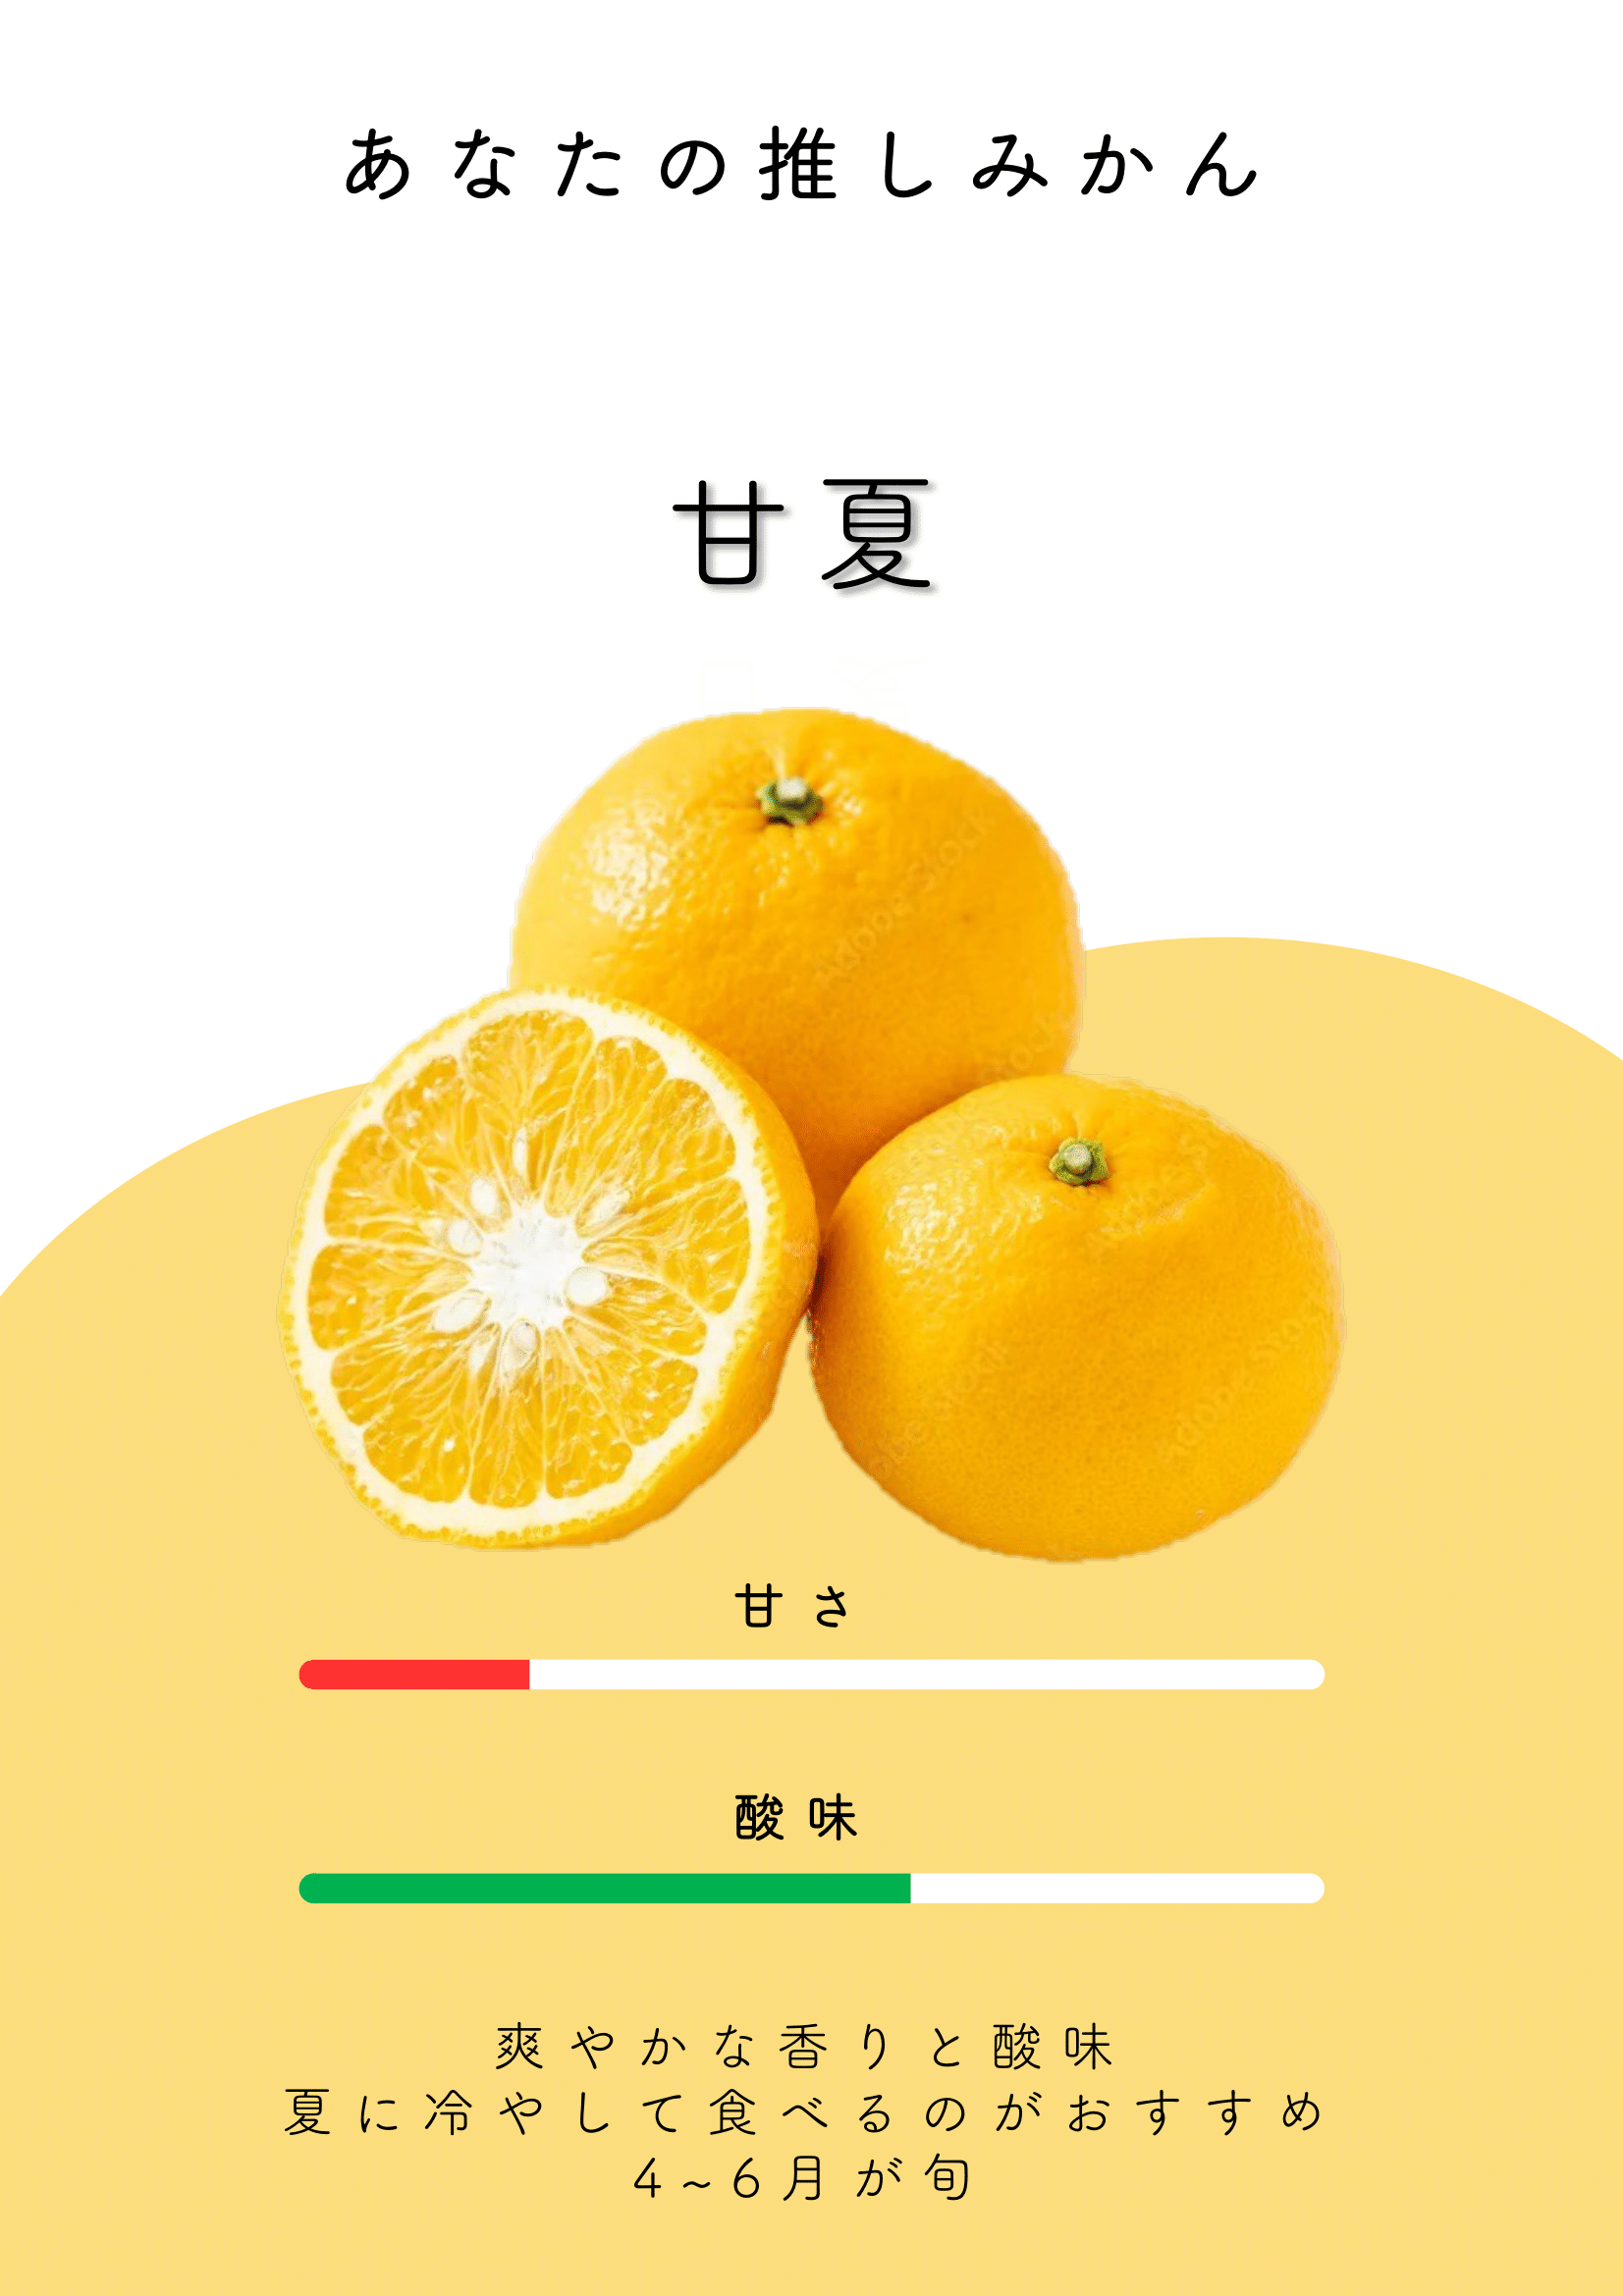 あなたの推しみかん
甘夏
Adobe Stock
甘さ
酸味
爽やかな香りと酸味
夏に冷やして食べるのがおすすめ
4~6月が旬